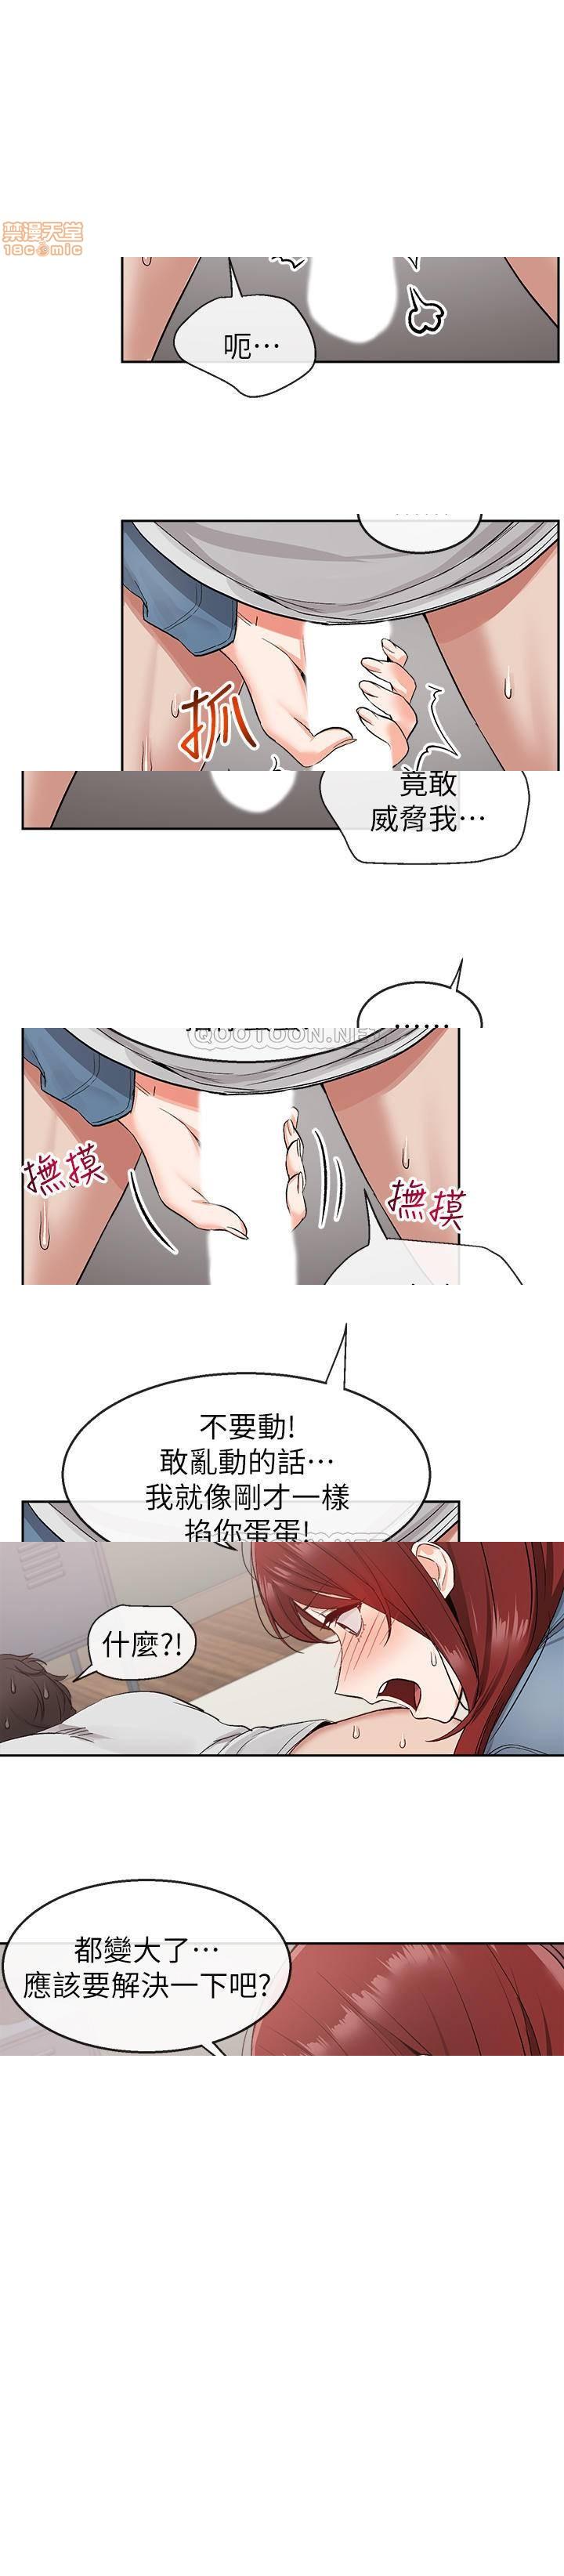 禁漫天堂
18comic
呃…
抓
竟敢
威脅我…
QOOTOON.NET
……
撫摸
撫摸
不要動!
敢亂動的話…
我就像剛才一樣
掐你蛋蛋!
什麼?!
都變大了…
應該要解決一下吧?